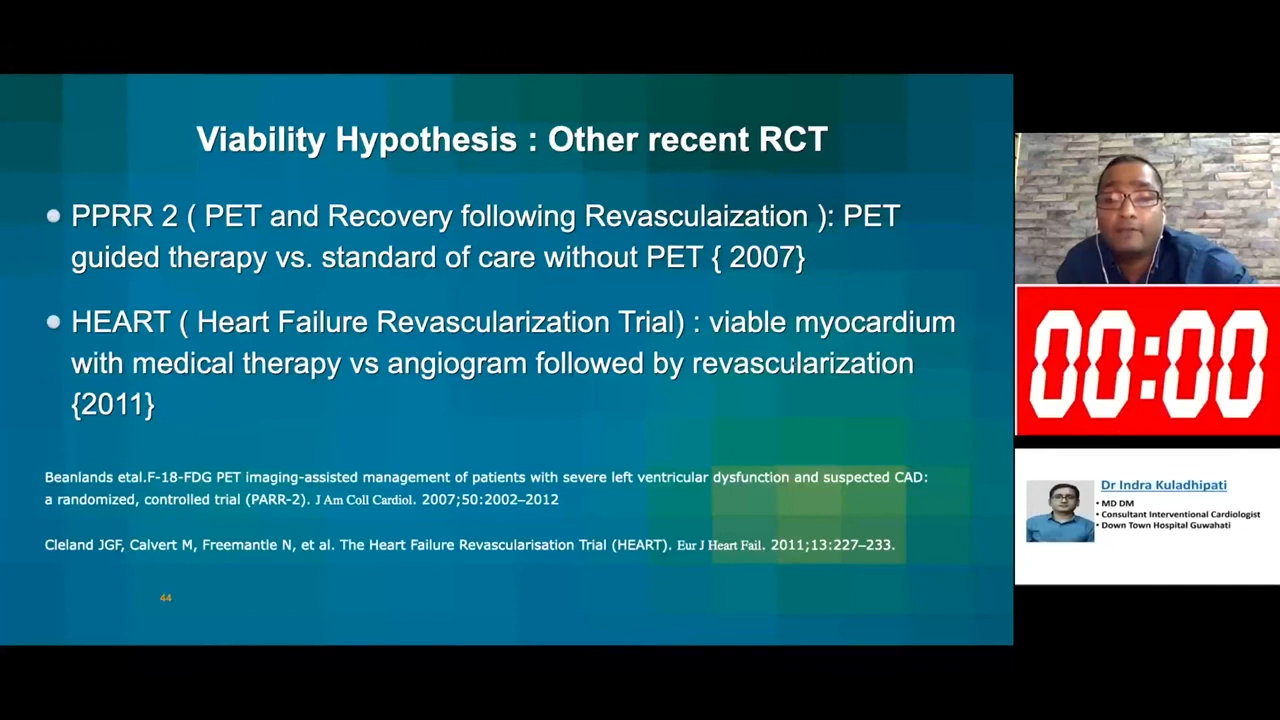 Viability Hypothesis : Other recent RCT
PPRR 2 ( PET and Recovery following Revasculaization ): PET
guided therapy vs. standard of care without PET { 2007}
HEART ( Heart Failure Revascularization Trial) : viable myocardium
with medical therapy vs angiogram followed by revascularization
{2011}
Beanlands etal.F-18-FDG PET imaging-assisted management of patients with severe left ventricular dysfunction and suspected CAD:
a randomized, controlled trial (PARR-2). J Am Coll Cardiol. 2007;50:2002–2012
Cleland JGF, Calvert M, Freemantle N, et al. The Heart Failure Revascularisation Trial (HEART). Eur J Heart Fail. 2011;13:227–233.
44
00:00
Dr Indra Kuladhipati
• MD DM
• Consultant Interventional Cardiologist
• Down Town Hospital Guwahati